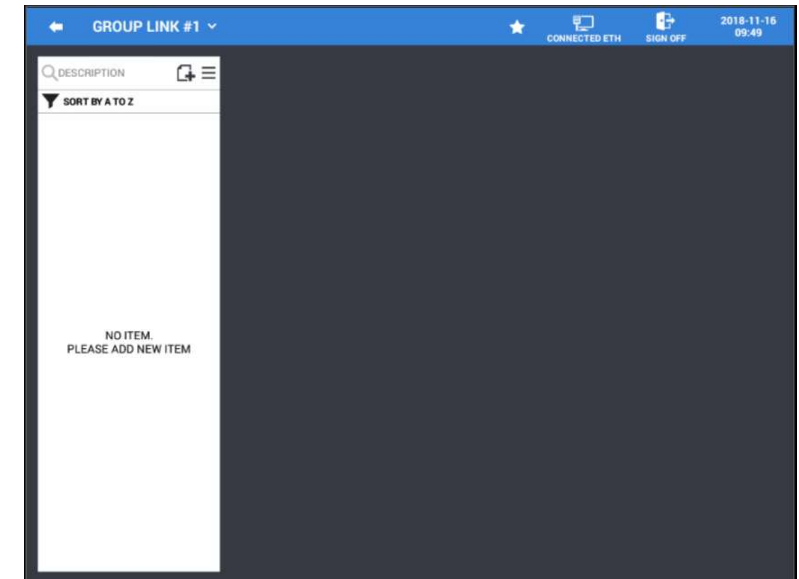 GROUP LINK #1
CONNECTED ETH
SIGN OFF
2018-11-16
09:49
DESCRIPTION
SORT BY A TO Z
NO ITEM.
PLEASE ADD NEW ITEM